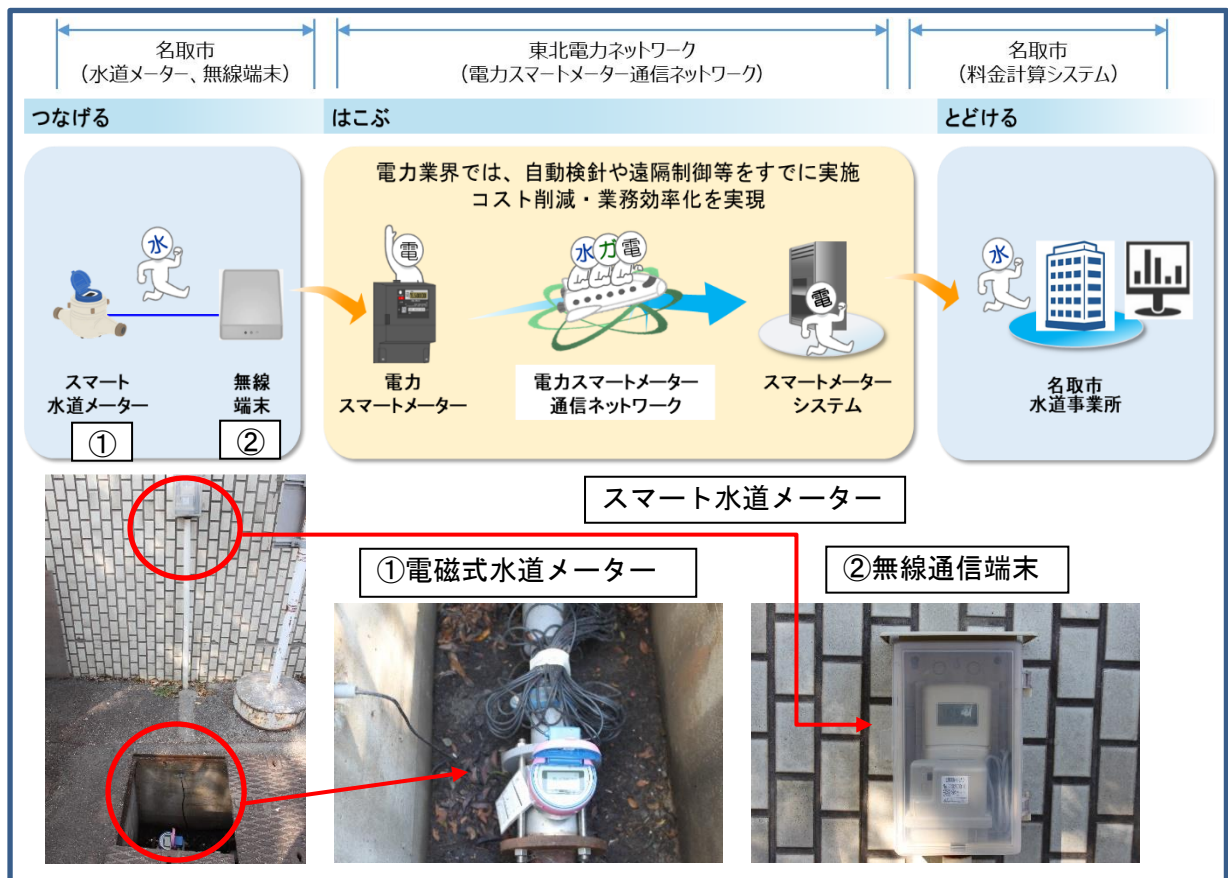 名取市
（水道メーター、無線端末）
東北電力ネットワーク
（電力スマートメーター通信ネットワーク）
名取市
（料金計算システム）
つなげる
はこぶ
とどける
電力業界では、自動検針や遠隔制御等をすでに実施
コスト削減・業務効率化を実現
水
電
水 ガ 電
電
水
スマート
水道メーター
無線
端末
電力
スマートメーター
電力スマートメーター
通信ネットワーク
スマートメーター
システム
名取市
水道事業所
①
②
スマート水道メーター
①電磁式水道メーター
②無線通信端末